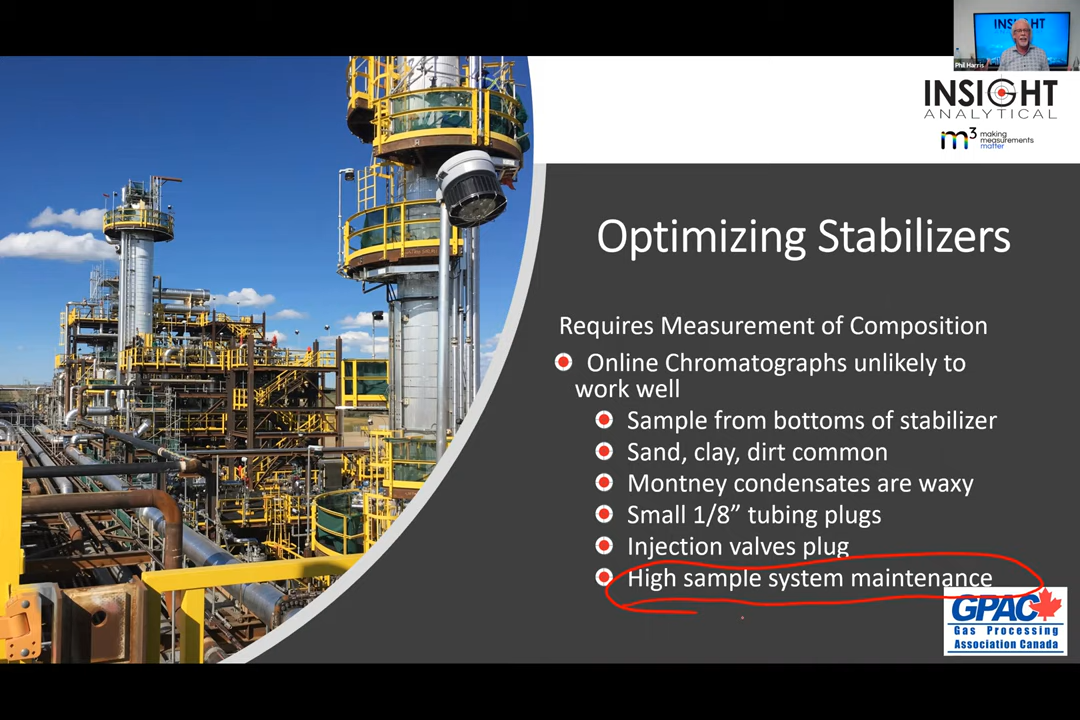 INSIGHT
Phil Harris
INSIGHT
ANALYTICAL
m³ making
measurements
matter
Optimizing Stabilizers
Requires Measurement of Composition
Online Chromatographs unlikely to
work well
Sample from bottoms of stabilizer
Sand, clay, dirt common
Montney condensates are waxy
Small 1/8” tubing plugs
Injection valves plug
High sample system maintenance
GPAC
Gas Processing
Association Canada